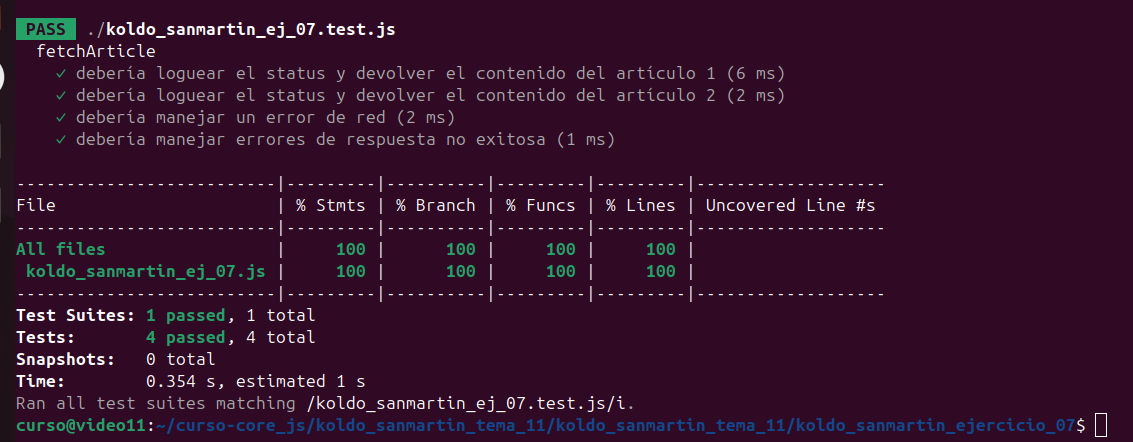 PASS ./koldo_sanmartin_ej_07.test.js
fetchArticle
✓ debería loguear el status y devolver el contenido del artículo 1 (6 ms)
✓ debería loguear el status y devolver el contenido del artículo 2 (2 ms)
✓ debería manejar un error de red (2 ms)
✓ debería manejar errores de respuesta no exitosa (1 ms)
--------------------------|---------|----------|---------|---------|-------------------
File | % Stmts | % Branch | % Funcs | % Lines | Uncovered Line #s
--------------------------|---------|----------|---------|---------|-------------------
All files | 100 | 100 | 100 | 100 |
koldo_sanmartin_ej_07.js | 100 | 100 | 100 | 100 |
--------------------------|---------|----------|---------|---------|-------------------
Test Suites: 1 passed, 1 total
Tests: 4 passed, 4 total
Snapshots: 0 total
Time: 0.354 s, estimated 1 s
Ran all test suites matching /koldo_sanmartin_ej_07.test.js/i.
curso@video11:~/curso-core_js/koldo_sanmartin_tema_11/koldo_sanmartin_tema_11/koldo_sanmartin_ejercicio_07$